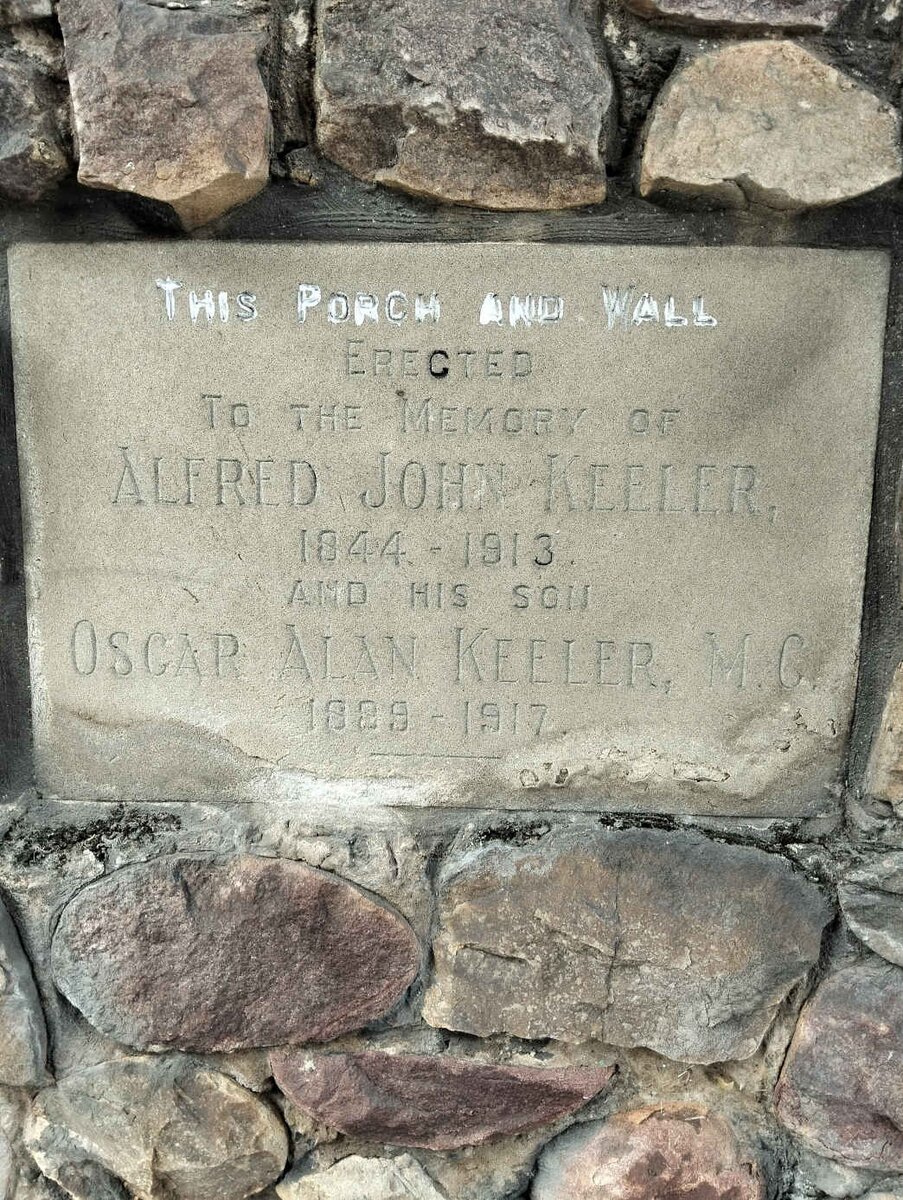 This Porch and Wall
Erected
To the Memory of
Alfred John Keeler,
1844 - 1913.
and his son
Oscar Alan Keeler, M.C.
1889 - 1917.